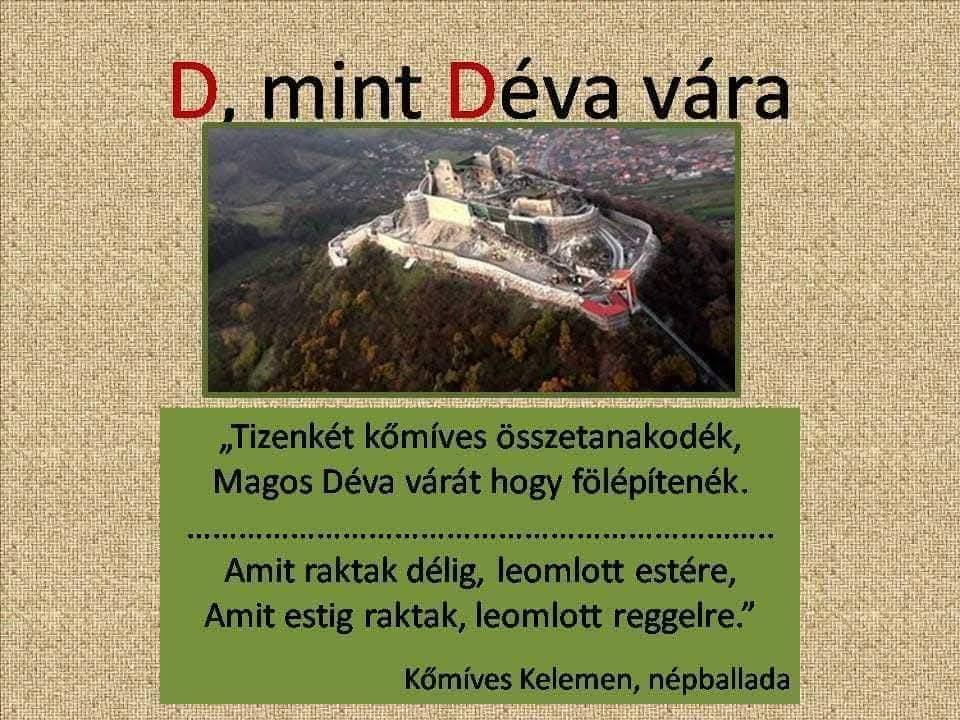 D, mint Déva vára
„Tizenkét kőmíves összetanakodék,
Magos Déva várát hogy fölépítenék.
…………………………………………………………..
Amit raktak délig, leomlott estére,
Amit estig raktak, leomlott reggelre.”
Kőmíves Kelemen, népballada